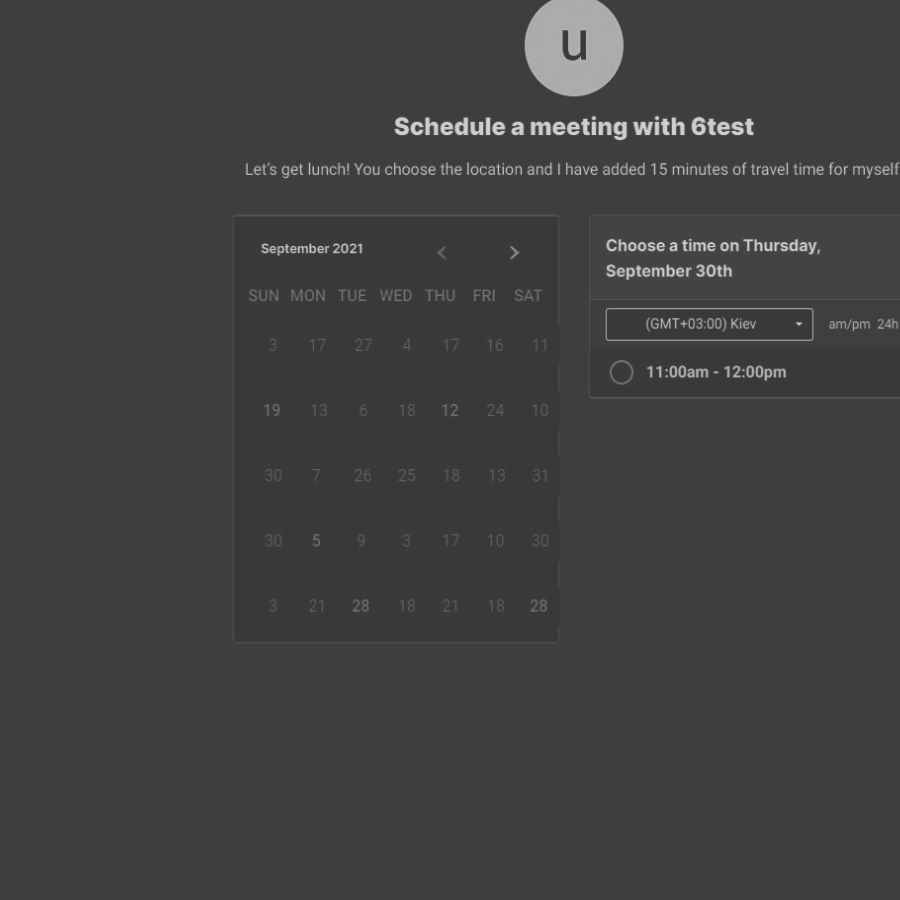 u
Schedule a meeting with 6test
Let's get lunch! You choose the location and I have added 15 minutes of travel time for myself
September 2021
SUN MON TUE WED THU FRI SAT
3 17 27 4 17 16 11
19 13 6 18 12 24 10
30 7 26 25 18 13 31
30 5 9 3 17 10 30
3 21 28 18 21 18 28
Choose a time on Thursday,
September 30th
(GMT+03:00) Kiev am/pm 24h
11:00am - 12:00pm